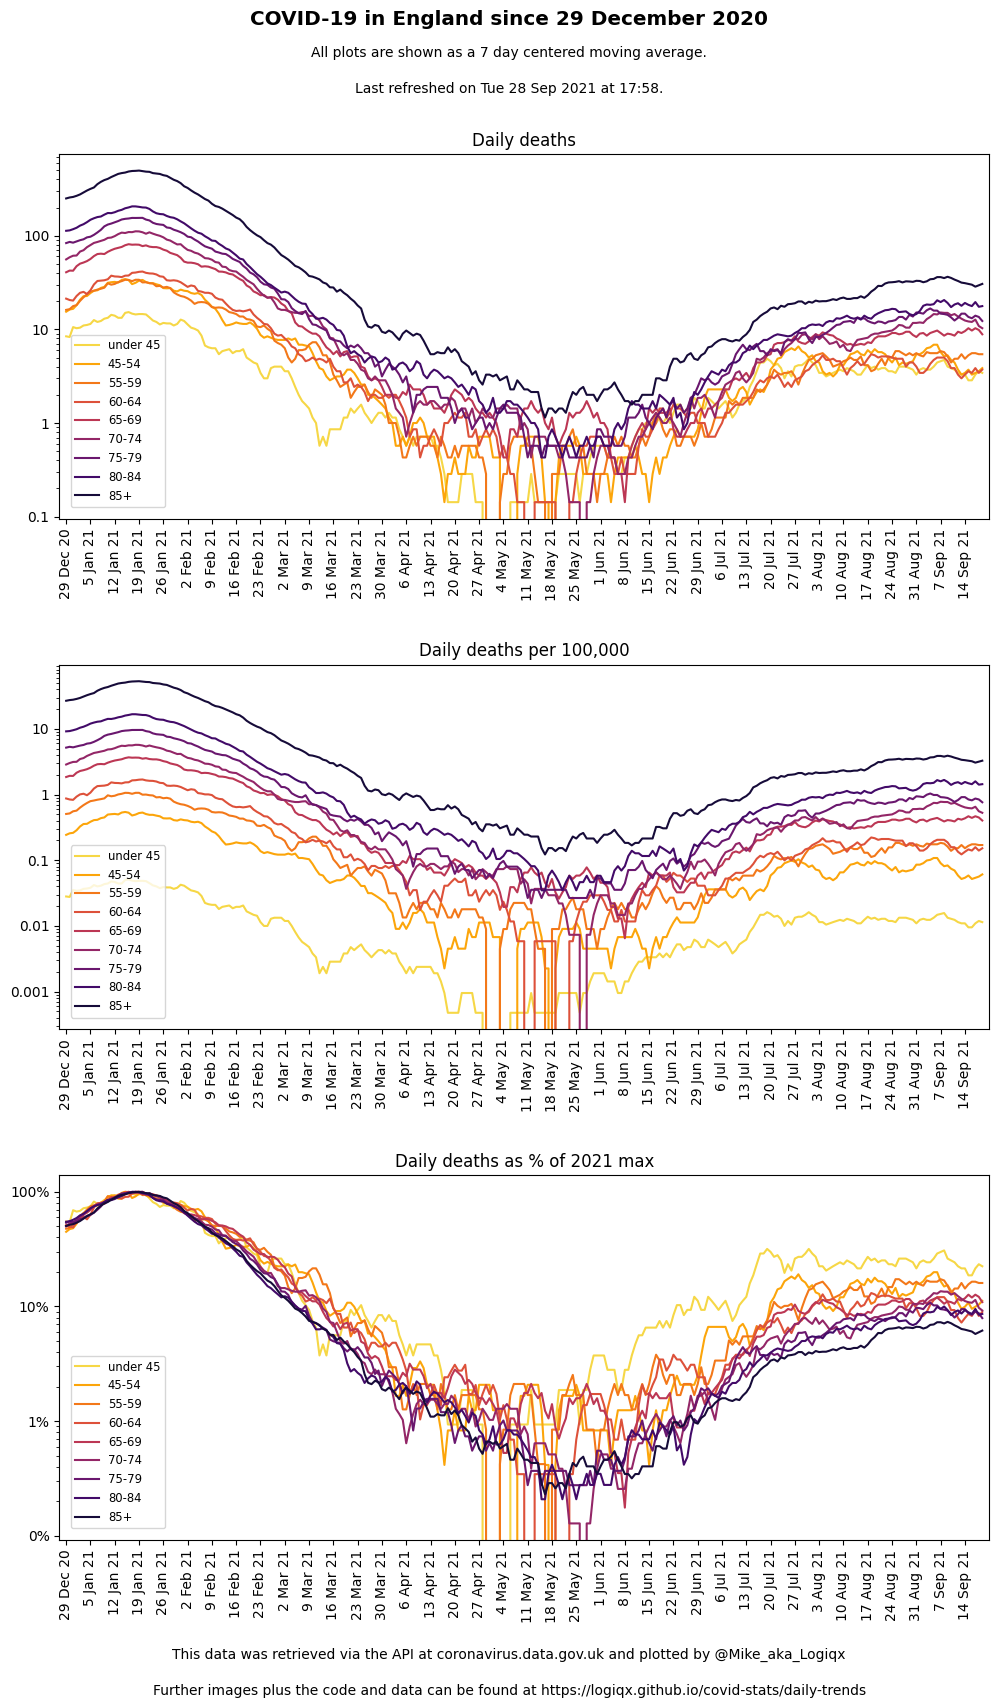 COVID-19 in England since 29 December 2020
All plots are shown as a 7 day centered moving average.
Last refreshed on Tue 28 Sep 2021 at 17:58.
Daily deaths
100
10
1
0.1
under 45
45-54
55-59
60-64
65-69
70-74
75-79
80-84
85+
29 Dec 20
5 Jan 21
12 Jan 21
19 Jan 21
26 Jan 21
2 Feb 21
9 Feb 21
16 Feb 21
23 Feb 21
2 Mar 21
9 Mar 21
16 Mar 21
23 Mar 21
30 Mar 21
6 Apr 21
13 Apr 21
20 Apr 21
27 Apr 21
4 May 21
11 May 21
18 May 21
25 May 21
1 Jun 21
8 Jun 21
15 Jun 21
22 Jun 21
29 Jun 21
6 Jul 21
13 Jul 21
20 Jul 21
27 Jul 21
3 Aug 21
10 Aug 21
17 Aug 21
24 Aug 21
31 Aug 21
7 Sep 21
14 Sep 21
Daily deaths per 100,000
10
1
0.1
0.01
0.001
under 45
45-54
55-59
60-64
65-69
70-74
75-79
80-84
85+
29 Dec 20
5 Jan 21
12 Jan 21
19 Jan 21
26 Jan 21
2 Feb 21
9 Feb 21
16 Feb 21
23 Feb 21
2 Mar 21
9 Mar 21
16 Mar 21
23 Mar 21
30 Mar 21
6 Apr 21
13 Apr 21
20 Apr 21
27 Apr 21
4 May 21
11 May 21
18 May 21
25 May 21
1 Jun 21
8 Jun 21
15 Jun 21
22 Jun 21
29 Jun 21
6 Jul 21
13 Jul 21
20 Jul 21
27 Jul 21
3 Aug 21
10 Aug 21
17 Aug 21
24 Aug 21
31 Aug 21
7 Sep 21
14 Sep 21
Daily deaths as % of 2021 max
100%
10%
1%
0%
under 45
45-54
55-59
60-64
65-69
70-74
75-79
80-84
85+
29 Dec 20
5 Jan 21
12 Jan 21
19 Jan 21
26 Jan 21
2 Feb 21
9 Feb 21
16 Feb 21
23 Feb 21
2 Mar 21
9 Mar 21
16 Mar 21
23 Mar 21
30 Mar 21
6 Apr 21
13 Apr 21
20 Apr 21
27 Apr 21
4 May 21
11 May 21
18 May 21
25 May 21
1 Jun 21
8 Jun 21
15 Jun 21
22 Jun 21
29 Jun 21
6 Jul 21
13 Jul 21
20 Jul 21
27 Jul 21
3 Aug 21
10 Aug 21
17 Aug 21
24 Aug 21
31 Aug 21
7 Sep 21
14 Sep 21
This data was retrieved via the API at coronavirus.data.gov.uk and plotted by @Mike_aka_Logiqx
Further images plus the code and data can be found at https://logiqx.github.io/covid-stats/daily-trends